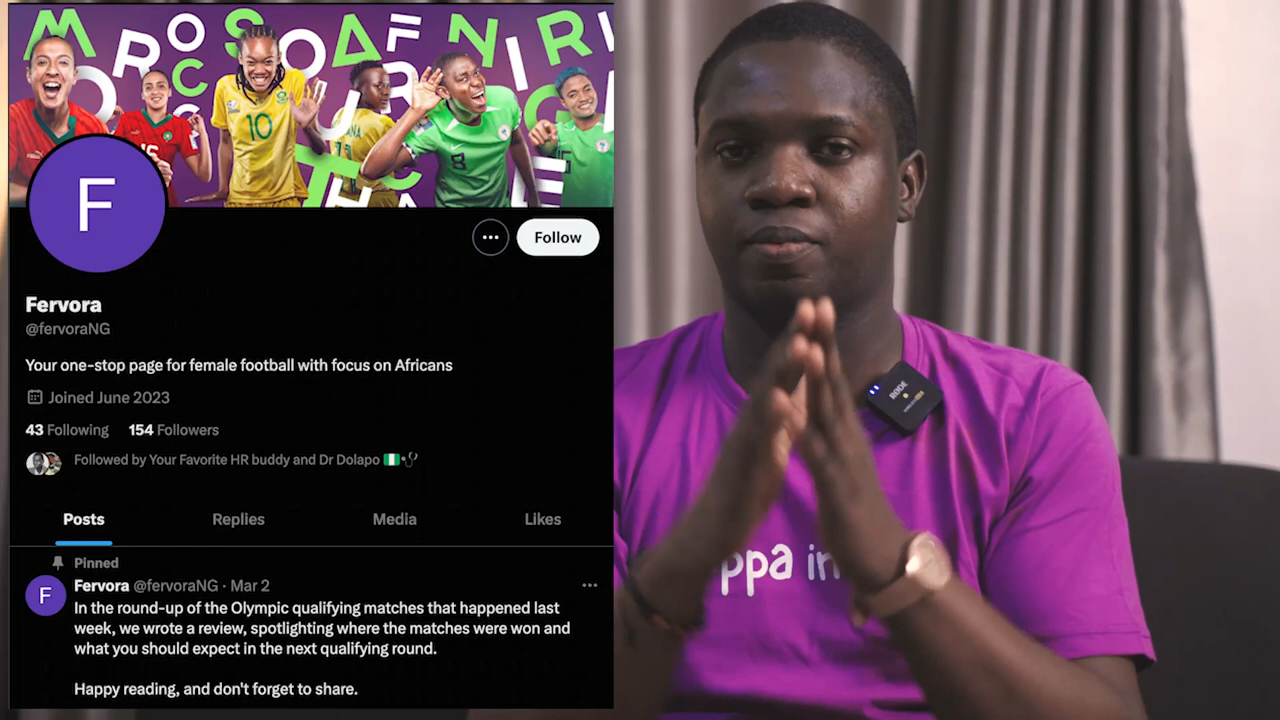 F
Follow
Fervora
@fervoraNG
Your one-stop page for female football with focus on Africans
Joined June 2023
43 Following 154 Followers
Followed by Your Favorite HR buddy and Dr Dolapo
Posts Replies Media Likes
Pinned
F
Fervora @fervoraNG · Mar 2
In the round-up of the Olympic qualifying matches that happened last
week, we wrote a review, spotlighting where the matches were won and
what you should expect in the next qualifying round.
Happy reading, and don't forget to share.
10
8
15
RØDE
ppa in